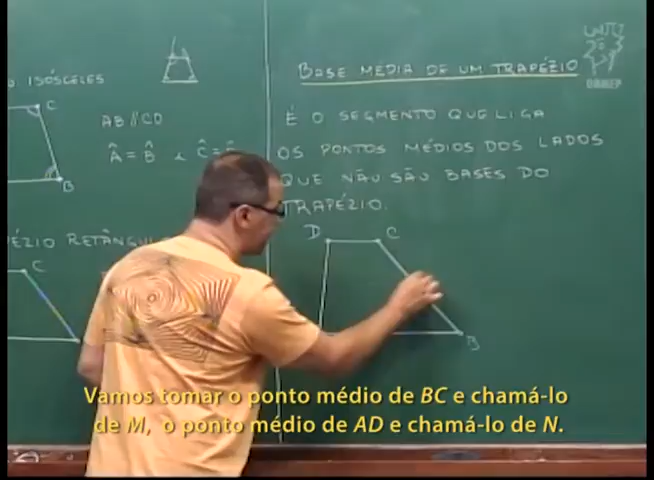 ISÓSCELES
C
AB // CD
Â = B̂ e Ĉ =
B
RETÂNGUL
C
BASE MÉDIA DE UM TRAPÉZIO
É O SEGMENTO QUE LIGA
OS PONTOS MÉDIOS DOS LADOS
QUE NÃO SÃO BASES DO
TRAPÉZIO.
D C
B
Vamos tomar o ponto médio de BC e chamá-lo
de M, o ponto médio de AD e chamá-lo de N.